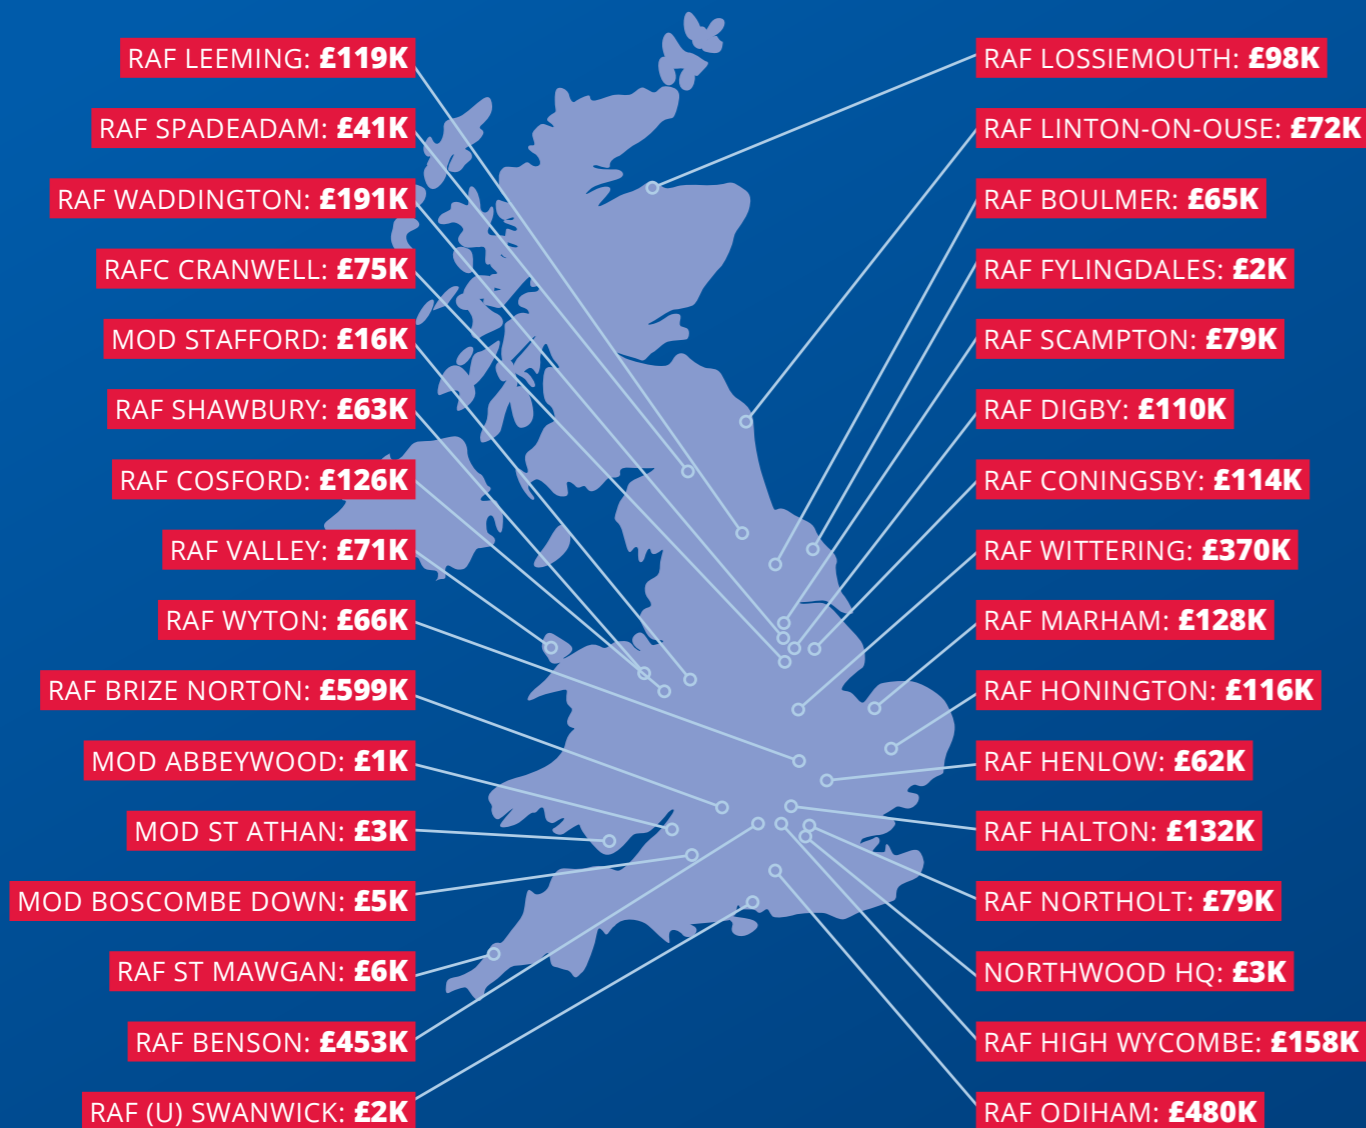 RAF LEEMING: £119K
RAF SPADEADAM: £41K
RAF WADDINGTON: £191K
RAFC CRANWELL: £75K
MOD STAFFORD: £16K
RAF SHAWBURY: £63K
RAF COSFORD: £126K
RAF VALLEY: £71K
RAF WYTON: £66K
RAF BRIZE NORTON: £599K
MOD ABBEYWOOD: £1K
MOD ST ATHAN: £3K
MOD BOSCOMBE DOWN: £5K
RAF ST MAWGAN: £6K
RAF BENSON: £453K
RAF (U) SWANWICK: £2K
RAF LOSSIEMOUTH: £98K
RAF LINTON-ON-OUSE: £72K
RAF BOULMER: £65K
RAF FYLINGDALES: £2K
RAF SCAMPTON: £79K
RAF DIGBY: £110K
RAF CONINGSBY: £114K
RAF WITTERING: £370K
RAF MARHAM: £128K
RAF HONINGTON: £116K
RAF HENLOW: £62K
RAF HALTON: £132K
RAF NORTHOLT: £79K
NORTHWOOD HQ: £3K
RAF HIGH WYCOMBE: £158K
RAF ODIHAM: £480K